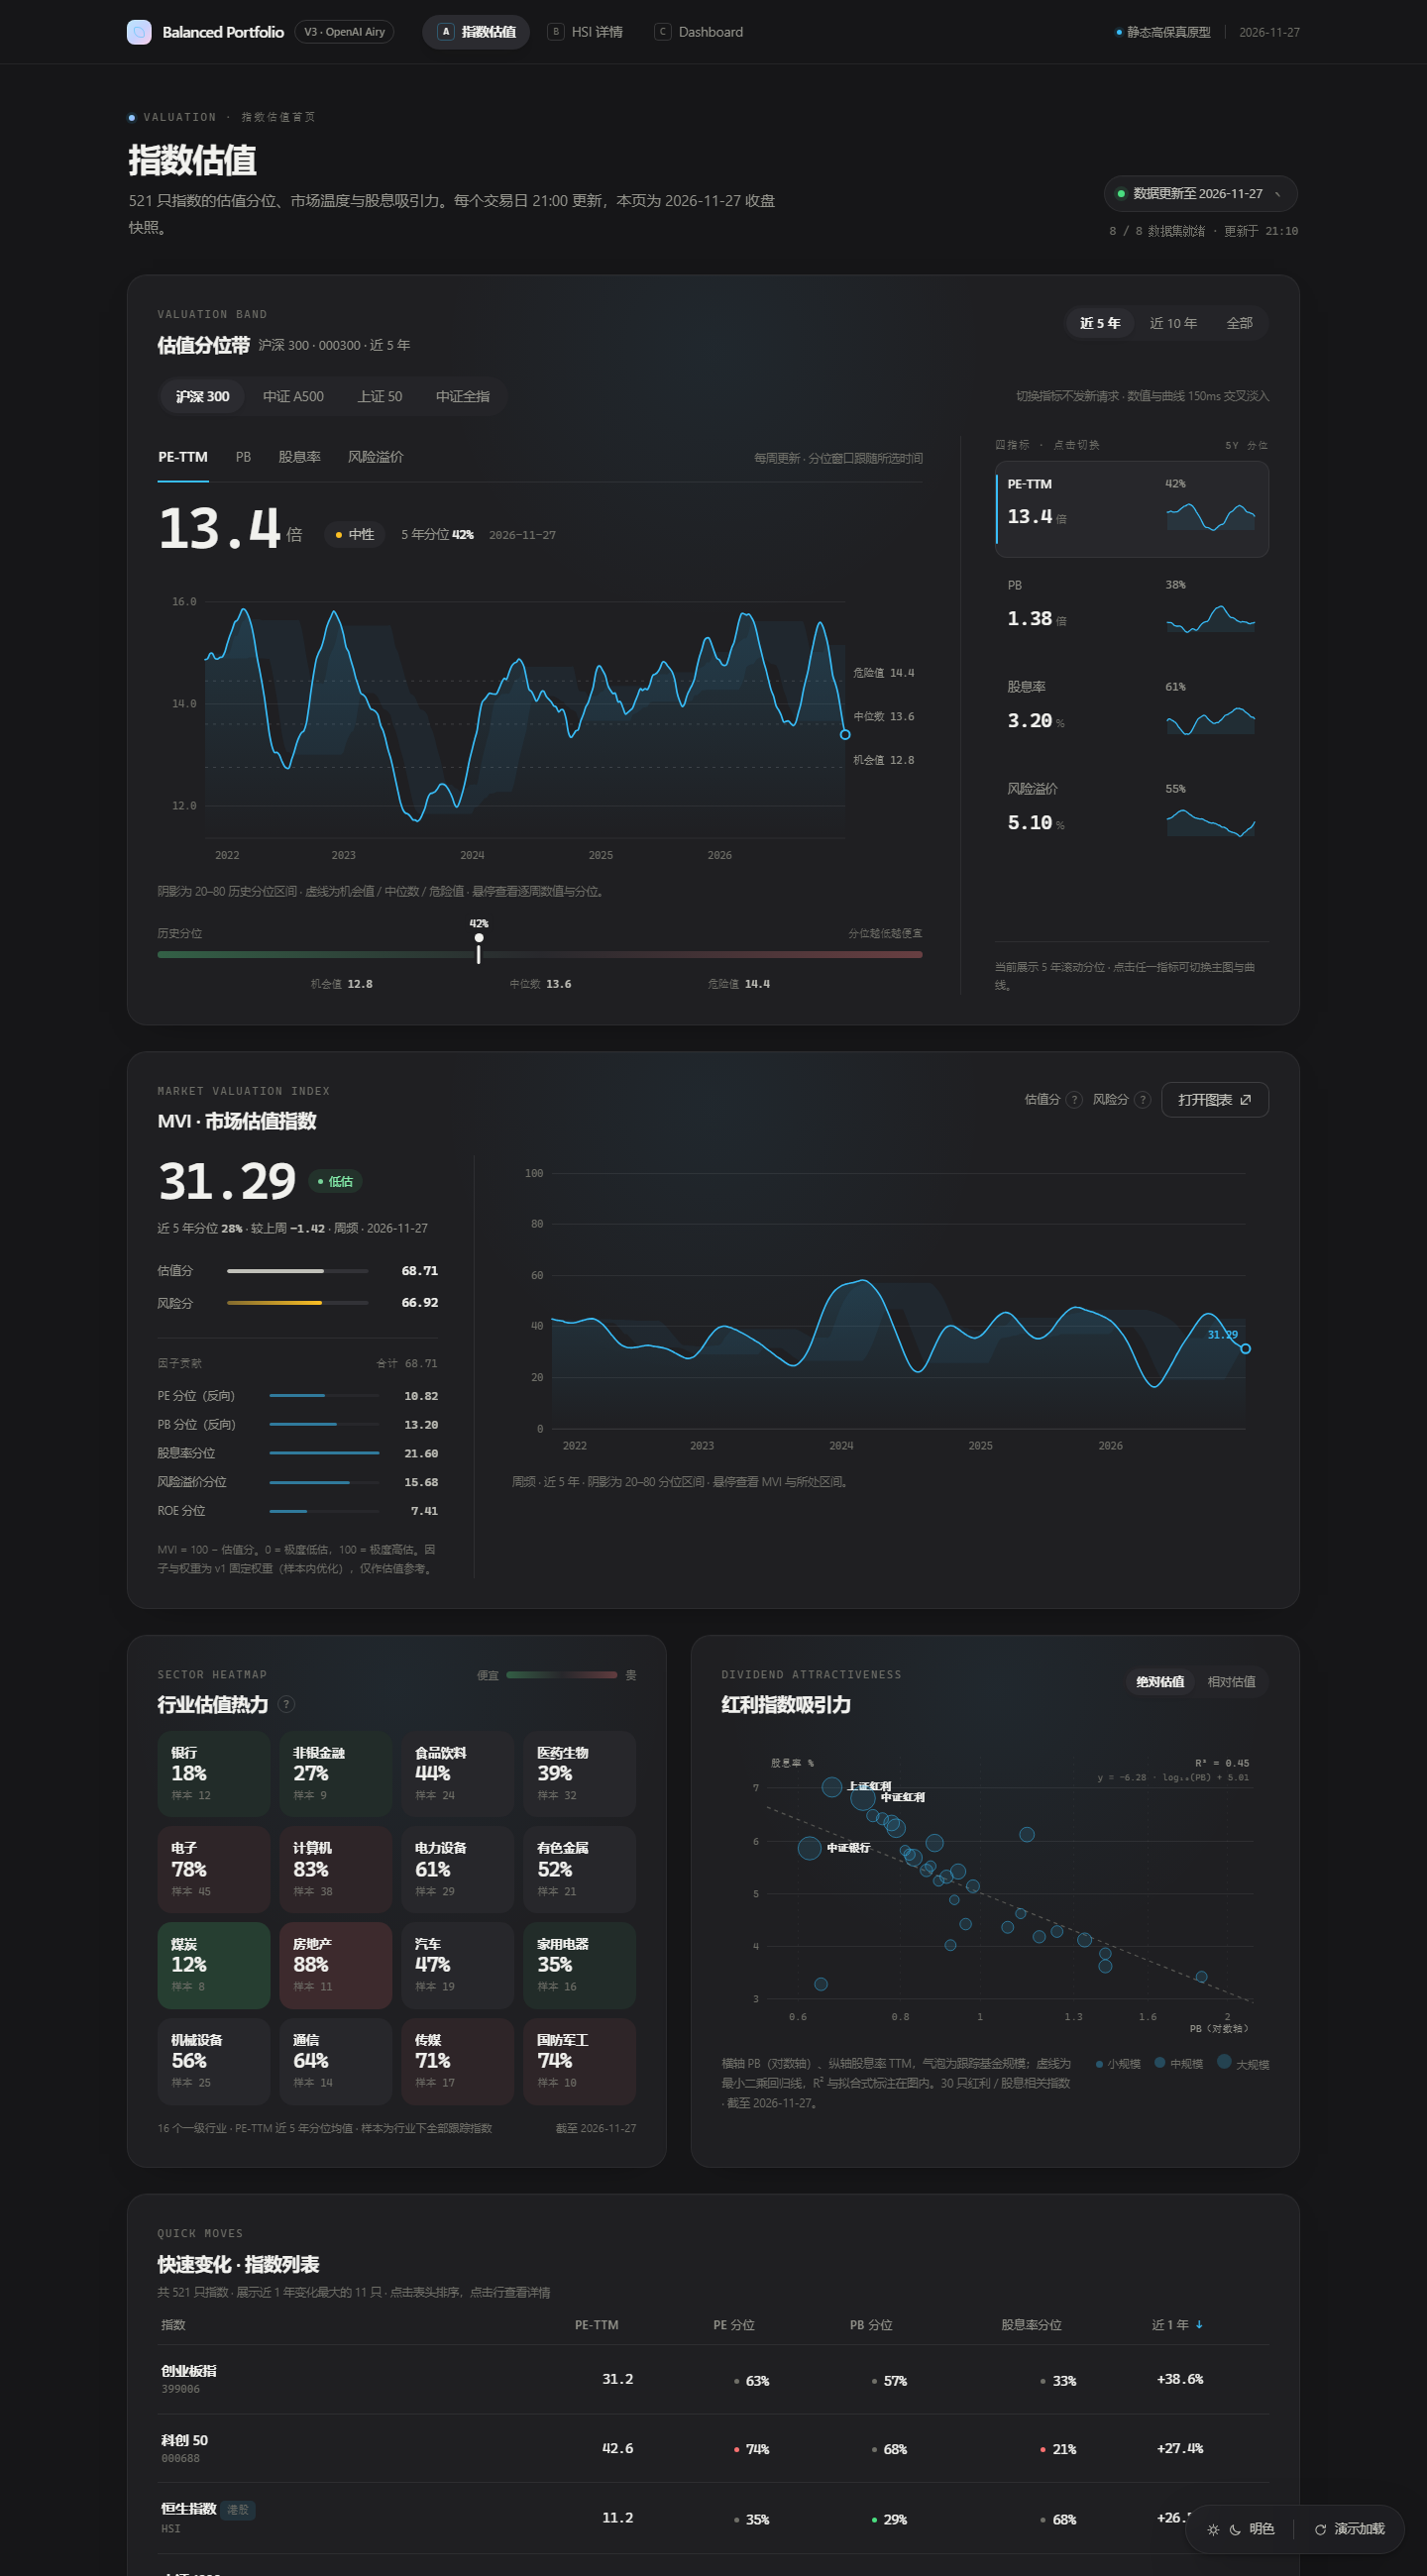 Balanced Portfolio
V3 · OpenAI Airy
A 指数估值
B HSI 详情
C Dashboard
静态高保真原型
2026-11-27
VALUATION · 指数估值首页
指数估值
521 只指数的估值分位、市场温度与股息吸引力。每个交易日 21:00 更新，本页为 2026-11-27 收盘
快照。
数据更新至 2026-11-27
8 / 8 数据集就绪 · 更新于 21:10
VALUATION BAND
估值分位带 沪深 300 · 000300 · 近 5 年
近 5 年 近 10 年 全部
沪深 300 中证 A500 上证 50 中证全指
切换指标不发新请求 · 数值与曲线 150ms 交叉淡入
PE-TTM PB 股息率 风险溢价
每周更新 · 分位窗口跟随所选时间
13.4 倍
中性
5 年分位 42%
2026-11-27
16.0
14.0
12.0
危险值 14.4
中位数 13.6
机会值 12.8
2022 2023 2024 2025 2026
阴影为 20–80 历史分位区间 · 虚线为机会值 / 中位数 / 危险值 · 悬停查看逐周数值与分位。
历史分位
42%
分位越低越便宜
机会值 12.8
中位数 13.6
危险值 14.4
四指标 · 点击切换
5Y 分位
PE-TTM 42%
13.4 倍
PB 38%
1.38 倍
股息率 61%
3.20 %
风险溢价 55%
5.10 %
当前展示 5 年滚动分位 · 点击任一指标可切换主图与曲
线。
MARKET VALUATION INDEX
MVI · 市场估值指数
估值分 ? 风险分 ? 打开图表
31.29
低估
近 5 年分位 28% · 较上周 −1.42 · 周频 · 2026-11-27
估值分 68.71
风险分 66.92
因子贡献 合计 68.71
PE 分位（反向） 10.82
PB 分位（反向） 13.20
股息率分位 21.60
风险溢价分位 15.68
ROE 分位 7.41
MVI = 100 − 估值分。0 = 极度低估，100 = 极度高估。因
子与权重为 v1 固定权重（样本内优化），仅作估值参考。
100
80
60
40
20
0
31.29
2022 2023 2024 2025 2026
周频 · 近 5 年 · 阴影为 20–80 分位区间 · 悬停查看 MVI 与所处区间。
SECTOR HEATMAP
行业估值热力 ?
便宜 贵
银行
18%
样本 12
非银金融
27%
样本 9
食品饮料
44%
样本 24
医药生物
39%
样本 32
电子
78%
样本 45
计算机
83%
样本 38
电力设备
61%
样本 29
有色金属
52%
样本 21
煤炭
12%
样本 8
房地产
88%
样本 11
汽车
47%
样本 19
家用电器
35%
样本 16
机械设备
56%
样本 25
通信
64%
样本 14
传媒
71%
样本 17
国防军工
74%
样本 10
16 个一级行业 · PE-TTM 近 5 年分位均值 · 样本为行业下全部跟踪指数
截至 2026-11-27
DIVIDEND ATTRACTIVENESS
红利指数吸引力
绝对估值 相对估值
股息率 %
R² = 0.45
y = −6.28 · log₁₀(PB) + 5.01
7
6
5
4
3
上证红利
中证红利
中证银行
0.6 0.8 1 1.3 1.6 2
PB（对数轴）
横轴 PB（对数轴）、纵轴股息率 TTM，气泡为跟踪基金规模；虚线为
最小二乘回归线，R² 与拟合式标注在图内。30 只红利 / 股息相关指数
· 截至 2026-11-27。
小规模 中规模 大规模
QUICK MOVES
快速变化 · 指数列表
共 521 只指数 · 展示近 1 年变化最大的 11 只 · 点击表头排序，点击行查看详情
指数 PE-TTM PE 分位 PB 分位 股息率分位 近 1 年 ↓
创业板指
399006
31.2 63% 57% 33% +38.6%
科创 50
000688
42.6 74% 68% 21% +27.4%
恒生指数 港股
HSI
11.2 35% 29% 68% +26.
明色
演示加载